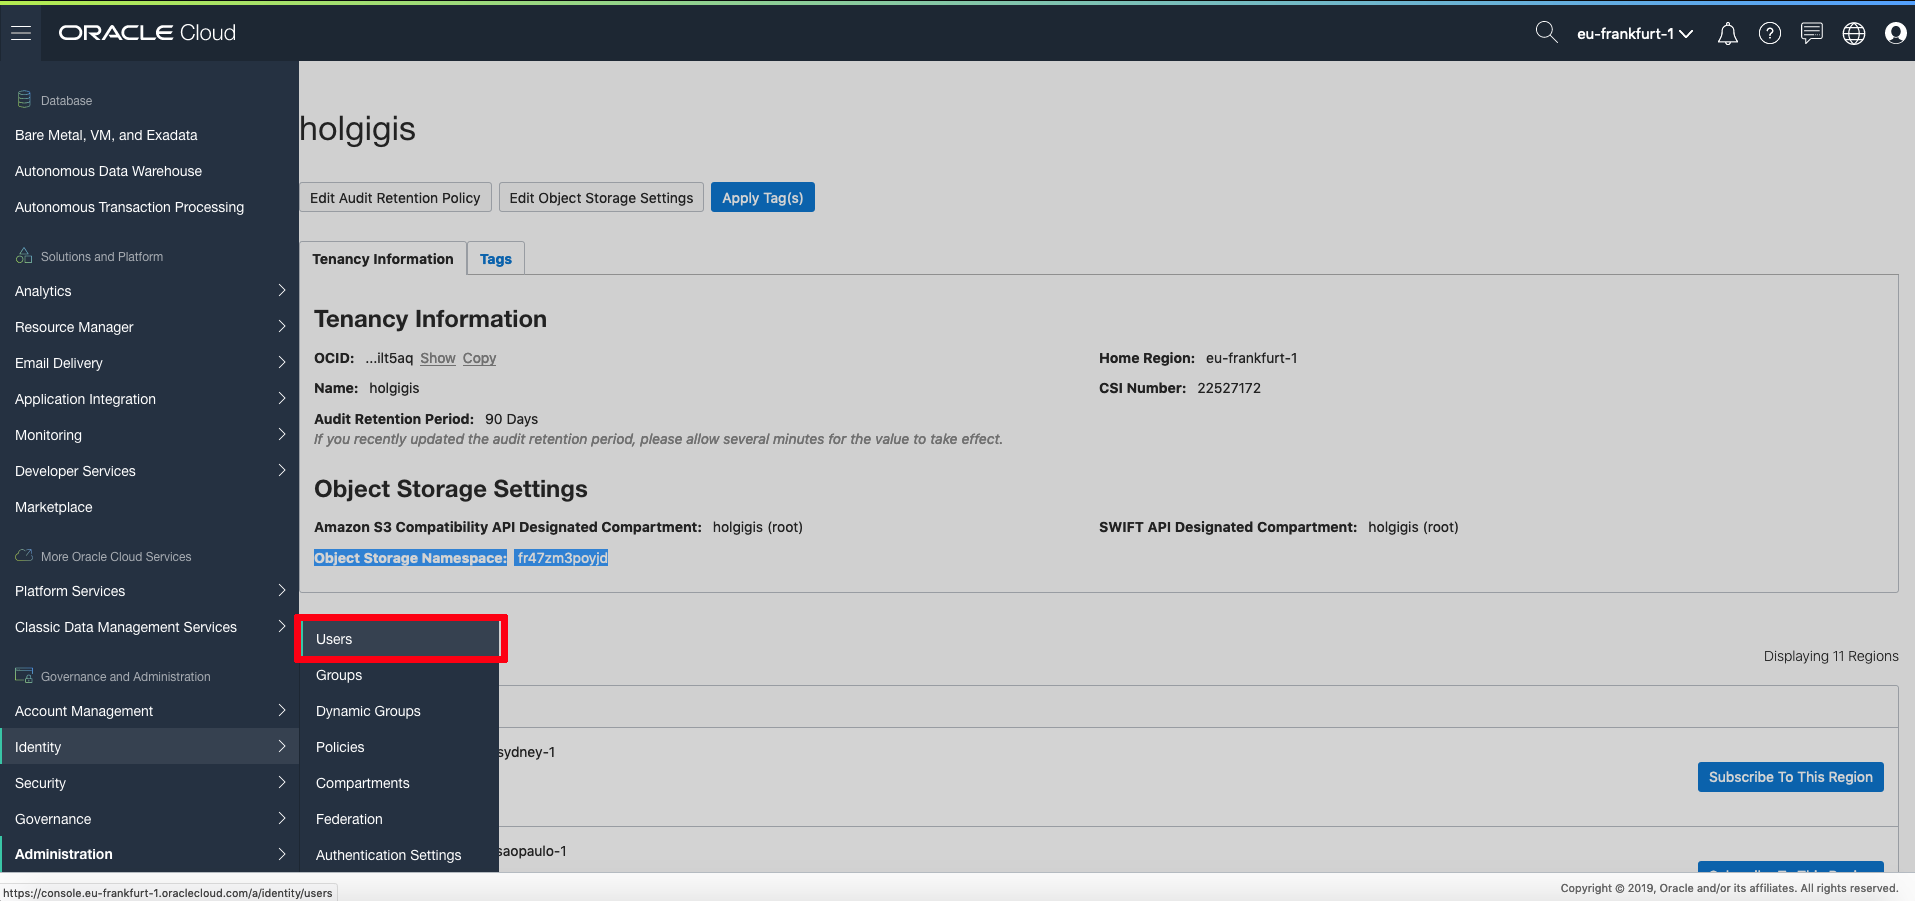 ORACLE Cloud
eu-frankfurt-1
Database
Bare Metal, VM, and Exadata
Autonomous Data Warehouse
Autonomous Transaction Processing
Solutions and Platform
Analytics
Resource Manager
Email Delivery
Application Integration
Monitoring
Developer Services
Marketplace
More Oracle Cloud Services
Platform Services
Classic Data Management Services
Governance and Administration
Account Management
Identity
Security
Governance
Administration
Users
Groups
Dynamic Groups
Policies
Compartments
Federation
Authentication Settings
holgigis
Edit Audit Retention Policy
Edit Object Storage Settings
Apply Tag(s)
Tenancy Information
Tags
Tenancy Information
OCID: ...ilt5aq Show Copy
Name: holgigis
Audit Retention Period: 90 Days
If you recently updated the audit retention period, please allow several minutes for the value to take effect.
Home Region: eu-frankfurt-1
CSI Number: 22527172
Object Storage Settings
Amazon S3 Compatibility API Designated Compartment: holgigis (root)
SWIFT API Designated Compartment: holgigis (root)
Object Storage Namespace: fr47zm3poyjd
Displaying 11 Regions
sydney-1
Subscribe To This Region
saopaulo-1
https://console.eu-frankfurt-1.oraclecloud.com/a/identity/users
Copyright © 2019, Oracle and/or its affiliates. All rights reserved.